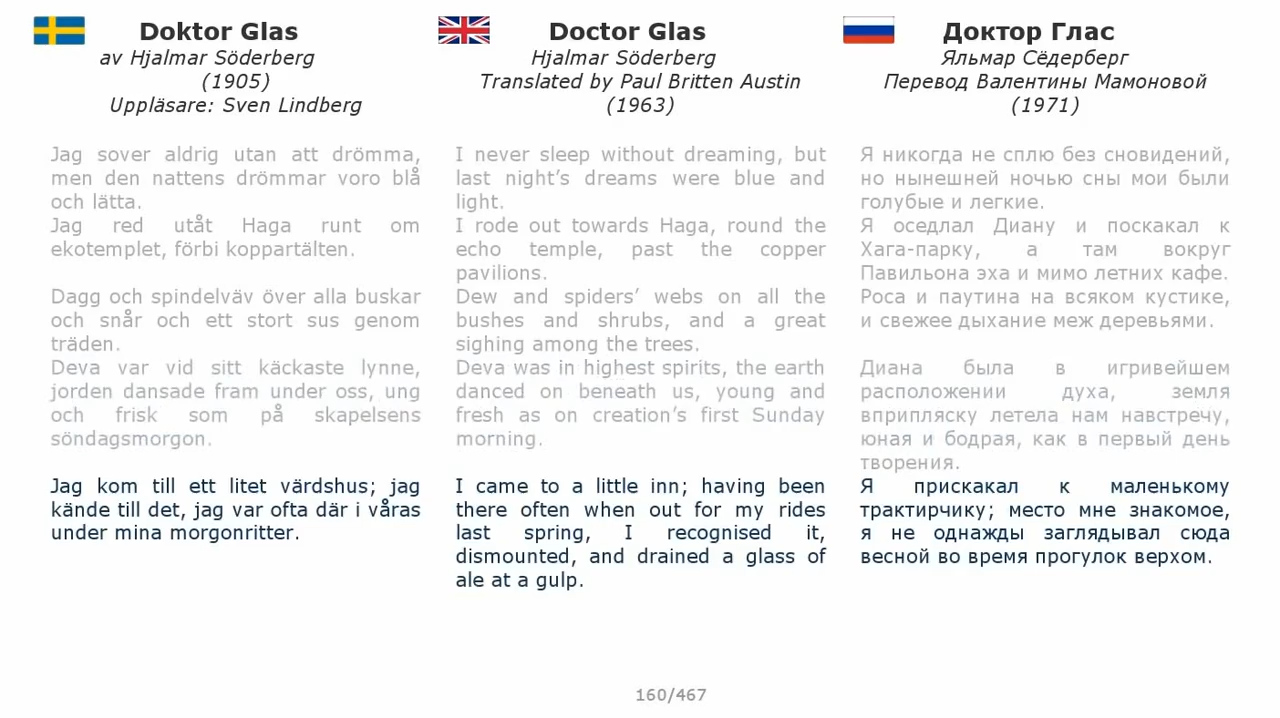 Doktor Glas
av Hjalmar Söderberg
(1905)
Uppläsare: Sven Lindberg
Jag sover aldrig utan att drömma,
men den nattens drömmar voro blå
och lätta.
Jag red utåt Haga runt om
ekotemplet, förbi koppartälten.
Dagg och spindelväv över alla buskar
och snår och ett stort sus genom
träden.
Deva var vid sitt käckaste lynne,
jorden dansade fram under oss, ung
och frisk som på skapelsens
söndagsmorgon.
Jag kom till ett litet värdshus; jag
kände till det, jag var ofta där i våras
under mina morgonritter.
Doctor Glas
Hjalmar Söderberg
Translated by Paul Britten Austin
(1963)
I never sleep without dreaming, but
last night’s dreams were blue and
light.
I rode out towards Haga, round the
echo temple, past the copper
pavilions.
Dew and spiders’ webs on all the
bushes and shrubs, and a great
sighing among the trees.
Deva was in highest spirits, the earth
danced on beneath us, young and
fresh as on creation’s first Sunday
morning.
I came to a little inn; having been
there often when out for my rides
last spring, I recognised it,
dismounted, and drained a glass of
ale at a gulp.
Доктор Глас
Яльмар Сёдерберг
Перевод Валентины Мамоновой
(1971)
Я никогда не сплю без сновидений,
но нынешней ночью сны мои были
голубые и легкие.
Я оседлал Диану и поскакал к
Хага-парку, а там вокруг
Павильона эха и мимо летних кафе.
Роса и паутина на всяком кустике,
и свежее дыхание меж деревьями.
Диана была в игривейшем
расположении духа, земля
вприпляску летела нам навстречу,
юная и бодрая, как в первый день
творения.
Я прискакал к маленькому
трактирчику; место мне знакомое,
я не однажды заглядывал сюда
весной во время прогулок верхом.
160/467